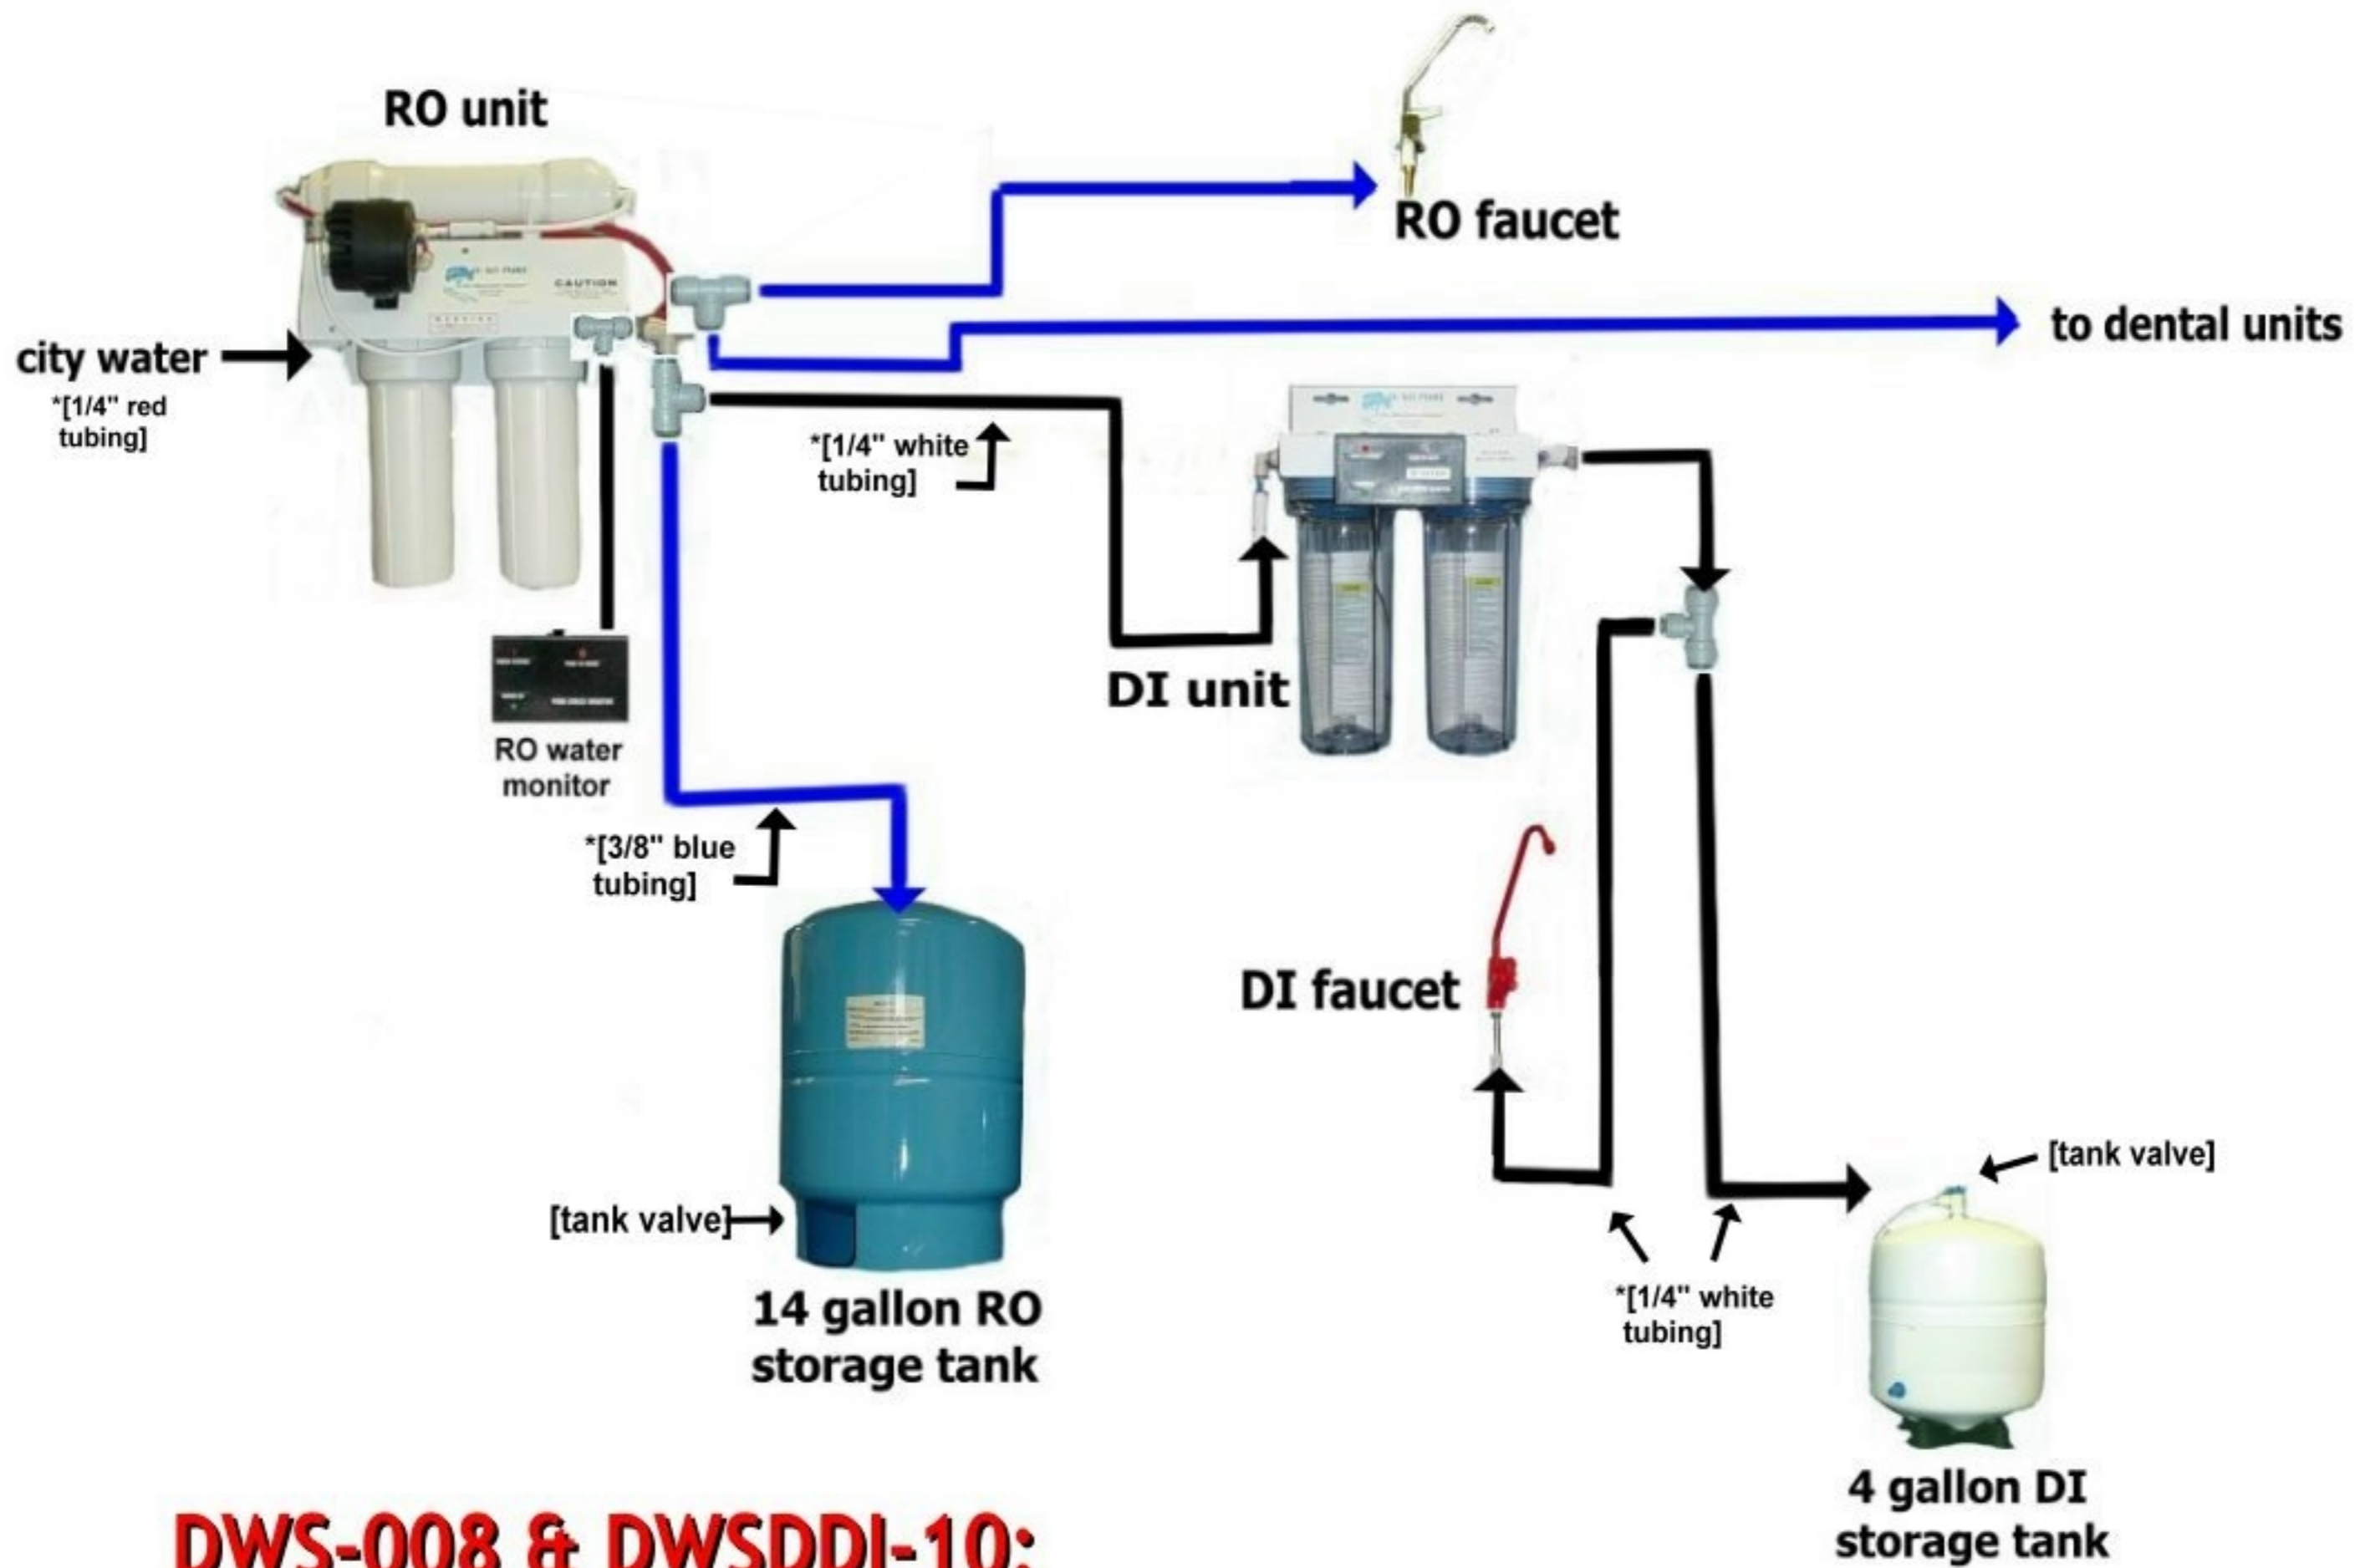 RO unit
RO faucet
to dental units
city water
*[1/4" red
tubing]
CAUTION
*[1/4" white
tubing]
DI unit
RO water
monitor
*[3/8" blue
tubing]
DI faucet
[tank valve]
[tank valve]
*[1/4" white
tubing]
14 gallon RO
storage tank
4 gallon DI
storage tank
DWS-008 & DWSDDI-10: